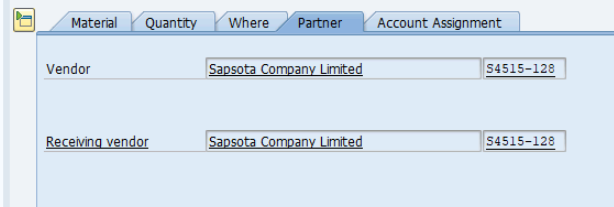 Material Quantity Where Partner Account Assignment
Vendor Sapsota Company Limited S4515-128
Receiving vendor Sapsota Company Limited S4515-128